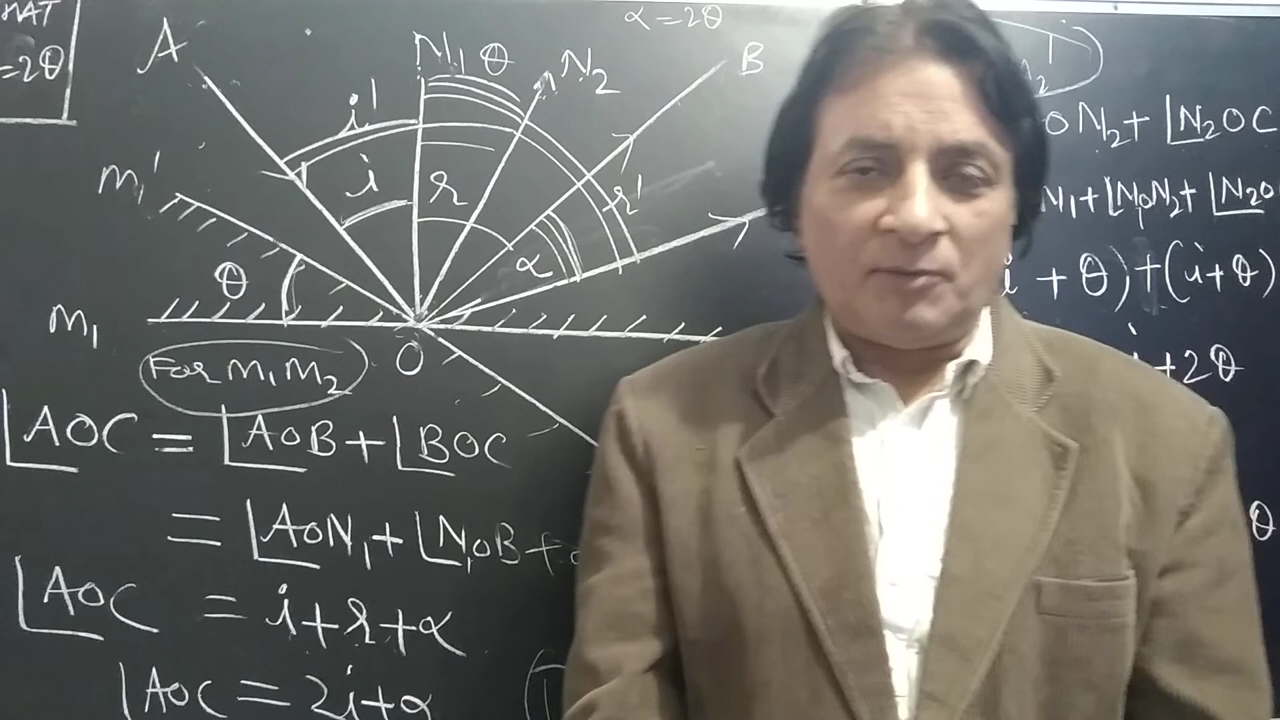 HAT
=2θ
α=2θ
A
N₁ θ
N₂
B
i'
i
r
r'
α
m₁'
θ
m₁
O
For M₁M₂
∠AOC = ∠AOB + ∠BOC
= ∠AON₁ + ∠N₁OB +
∠AOC = i+r+α
∠AOC = 2i+α
ON₂ + ∠N₂OC
N₁ + ∠N₁ON₂ + ∠N₂O
i + θ) + (i+θ)
+2θ
θ